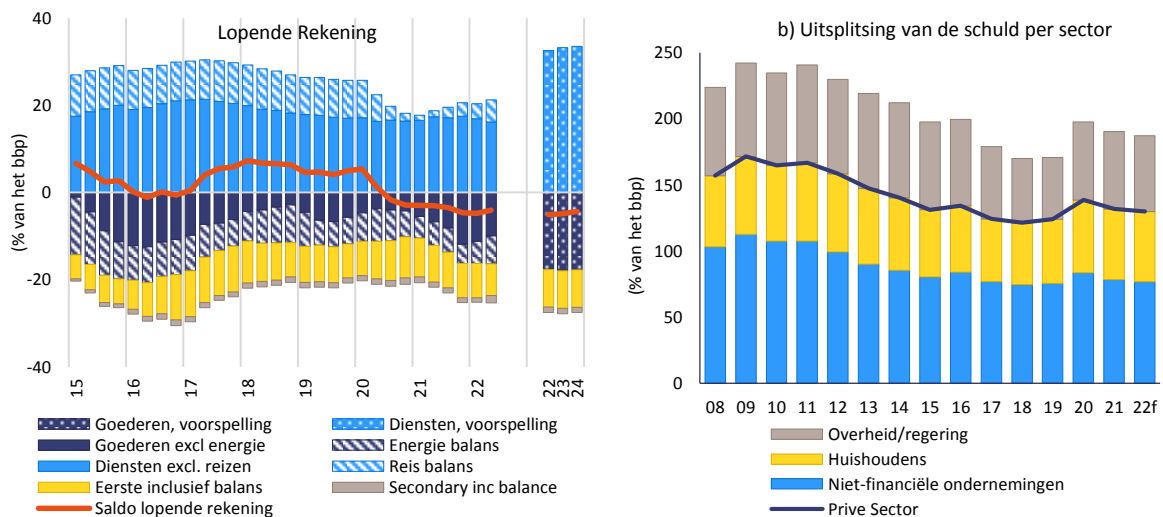 Lopende Rekening
(% van het bbp)
40
20
0
-20
-40
15
16
17
18
19
20
21
22
22
23
24
Goederen, voorspelling
Diensten, voorspelling
Goederen excl energie
Energie balans
Diensten excl. reizen
Reis balans
Eerste inclusief balans
Secondary inc balance
Saldo lopende rekening
b) Uitsplitsing van de schuld per sector
(% van het bbp)
250
200
150
100
50
0
08 09 10 11 12 13 14 15 16 17 18 19 20 21 22f
Overheid/regering
Huishoudens
Niet-financiële ondernemingen
Prive Sector